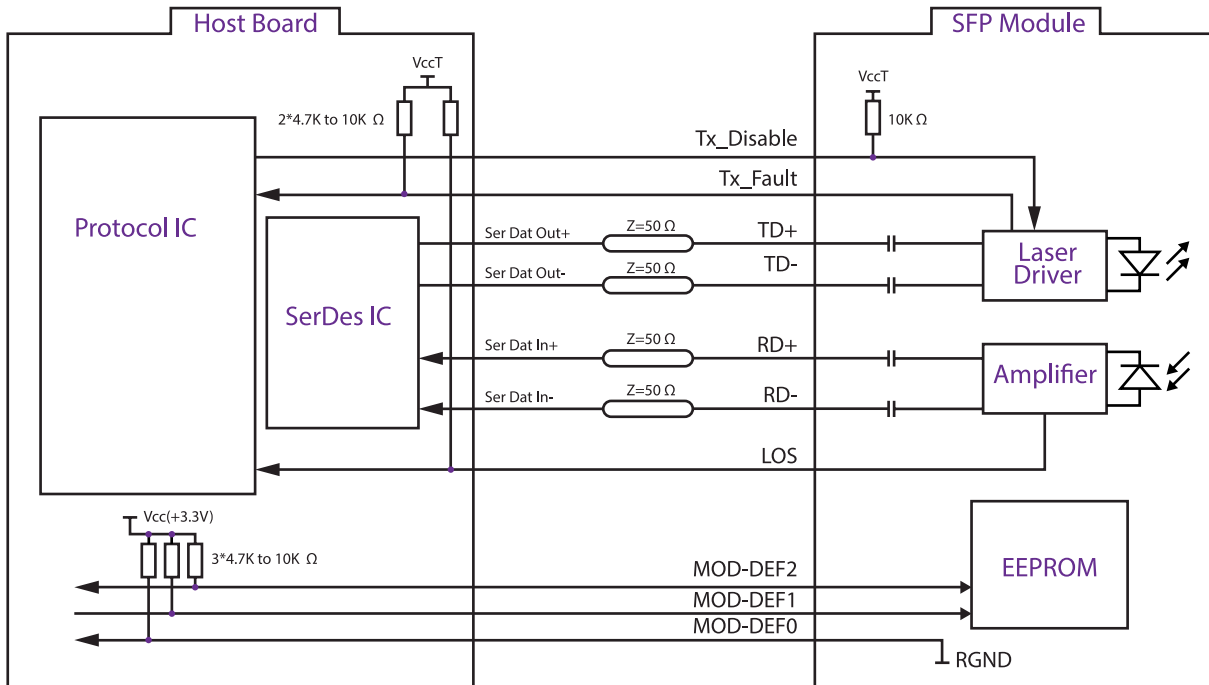 Host Board
SFP Module
VccT
VccT
2*4.7K to 10K Ω
10K Ω
Tx_Disable
Tx_Fault
Protocol IC
Ser Dat Out+
Z=50 Ω
TD+
Laser
Driver
Ser Dat Out-
Z=50 Ω
TD-
SerDes IC
Ser Dat In+
Z=50 Ω
RD+
Amplifier
Ser Dat In-
Z=50 Ω
RD-
LOS
Vcc(+3.3V)
3*4.7K to 10K Ω
EEPROM
MOD-DEF2
MOD-DEF1
MOD-DEF0
RGND